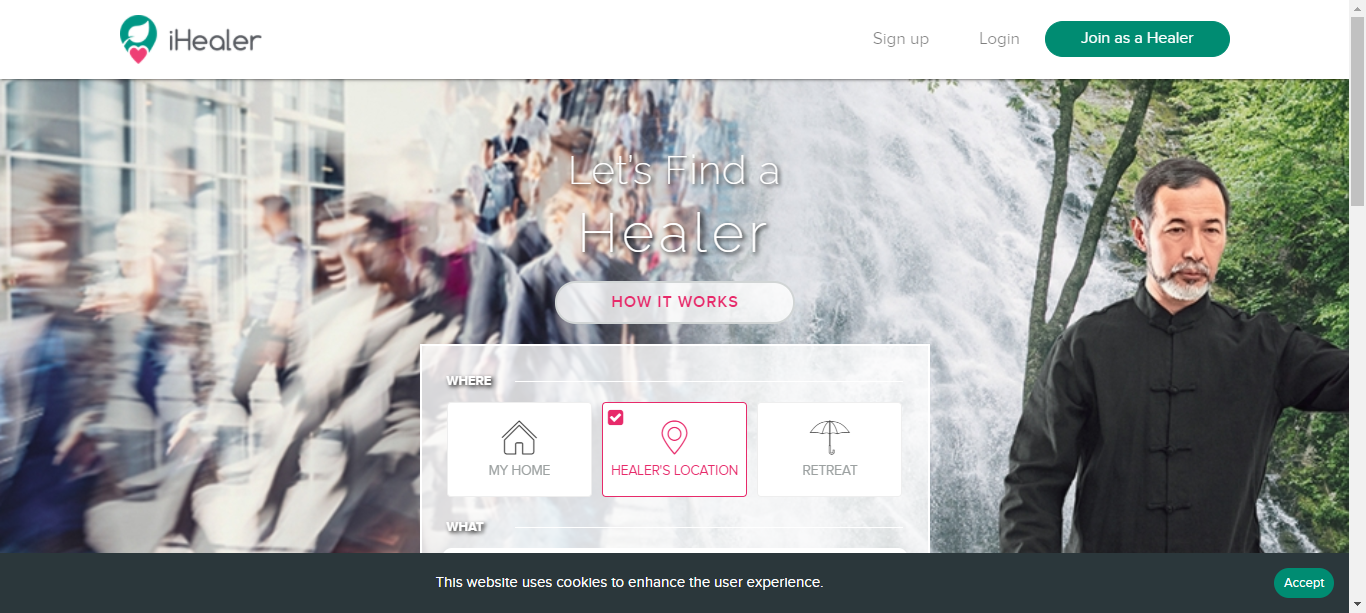 iHealer
Sign up
Login
Join as a Healer
Let's Find a
Healer
HOW IT WORKS
WHERE
MY HOME
HEALER'S LOCATION
RETREAT
WHAT
This website uses cookies to enhance the user experience.
Accept